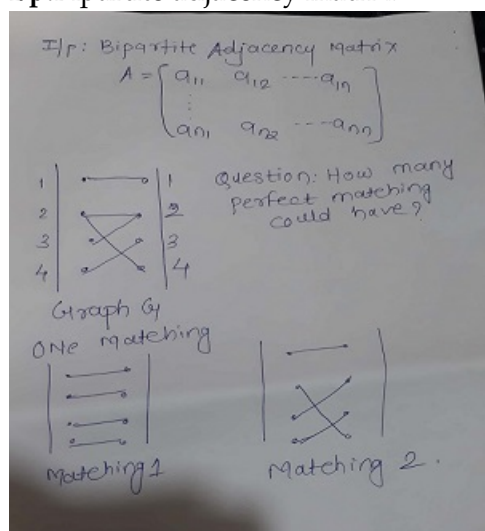 I/p: Bipartite Adjacency Matrix
A = [ a11 a12 -----a1n
an1 an2 ----ann ]
Question: How many
perfect matching
could have?
1 1
2 2
3 3
4 4
Graph G
ONE matching
Matching 1
Matching 2.